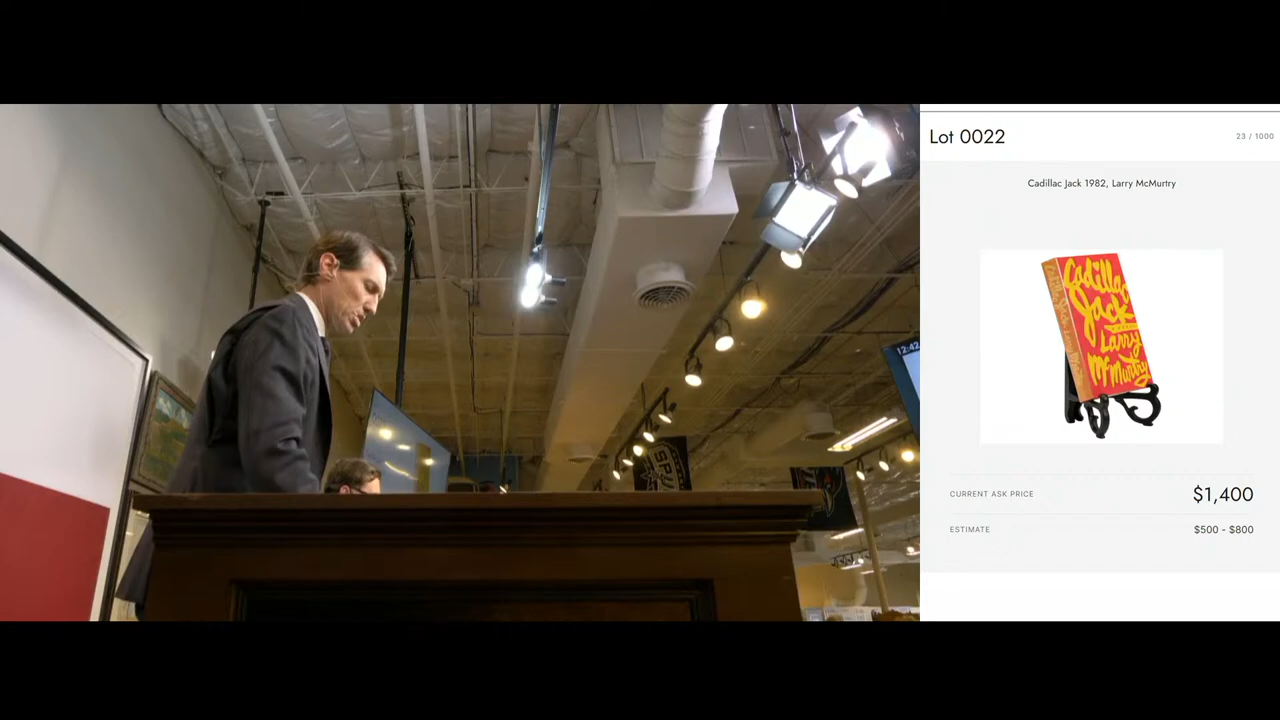 Lot 0022
23 / 1000
Cadillac Jack 1982, Larry McMurtry
Cadillac
Jack
Larry
McMurtry
CURRENT ASK PRICE
$1,400
ESTIMATE
$500 - $800
12:42
SPURS